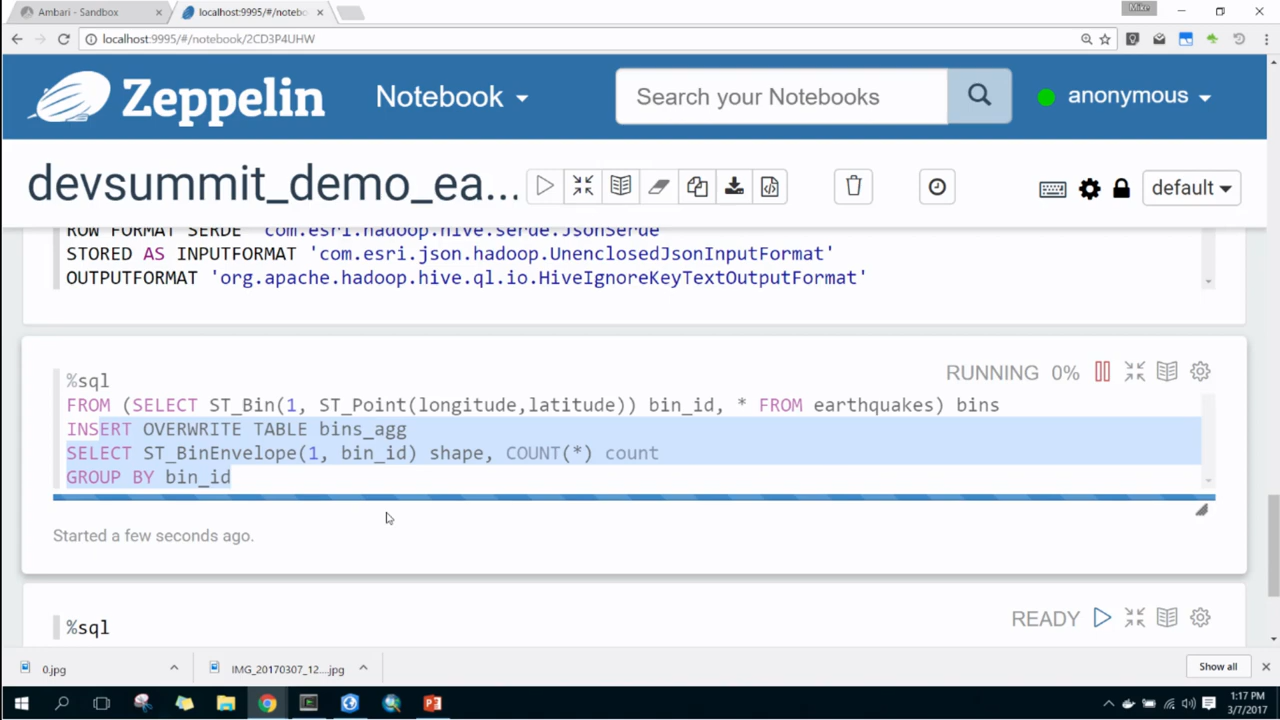 Ambari - Sandbox
localhost:9995/#/notebo
Mike
localhost:9995/#/notebook/2CD3P4UHW
Zeppelin
Notebook
Search your Notebooks
anonymous
devsummit_demo_ea...
default
ROW FORMAT SERDE 'com.esri.hadoop.hive.serde.JsonSerde'
STORED AS INPUTFORMAT 'com.esri.json.hadoop.UnenclosedJsonInputFormat'
OUTPUTFORMAT 'org.apache.hadoop.hive.ql.io.HiveIgnoreKeyTextOutputFormat'
%sql
RUNNING 0%
FROM (SELECT ST_Bin(1, ST_Point(longitude,latitude)) bin_id, * FROM earthquakes) bins
INSERT OVERWRITE TABLE bins_agg
SELECT ST_BinEnvelope(1, bin_id) shape, COUNT(*) count
GROUP BY bin_id
Started a few seconds ago.
%sql
READY
0.jpg
IMG_20170307_12....jpg
Show all
1:17 PM
3/7/2017